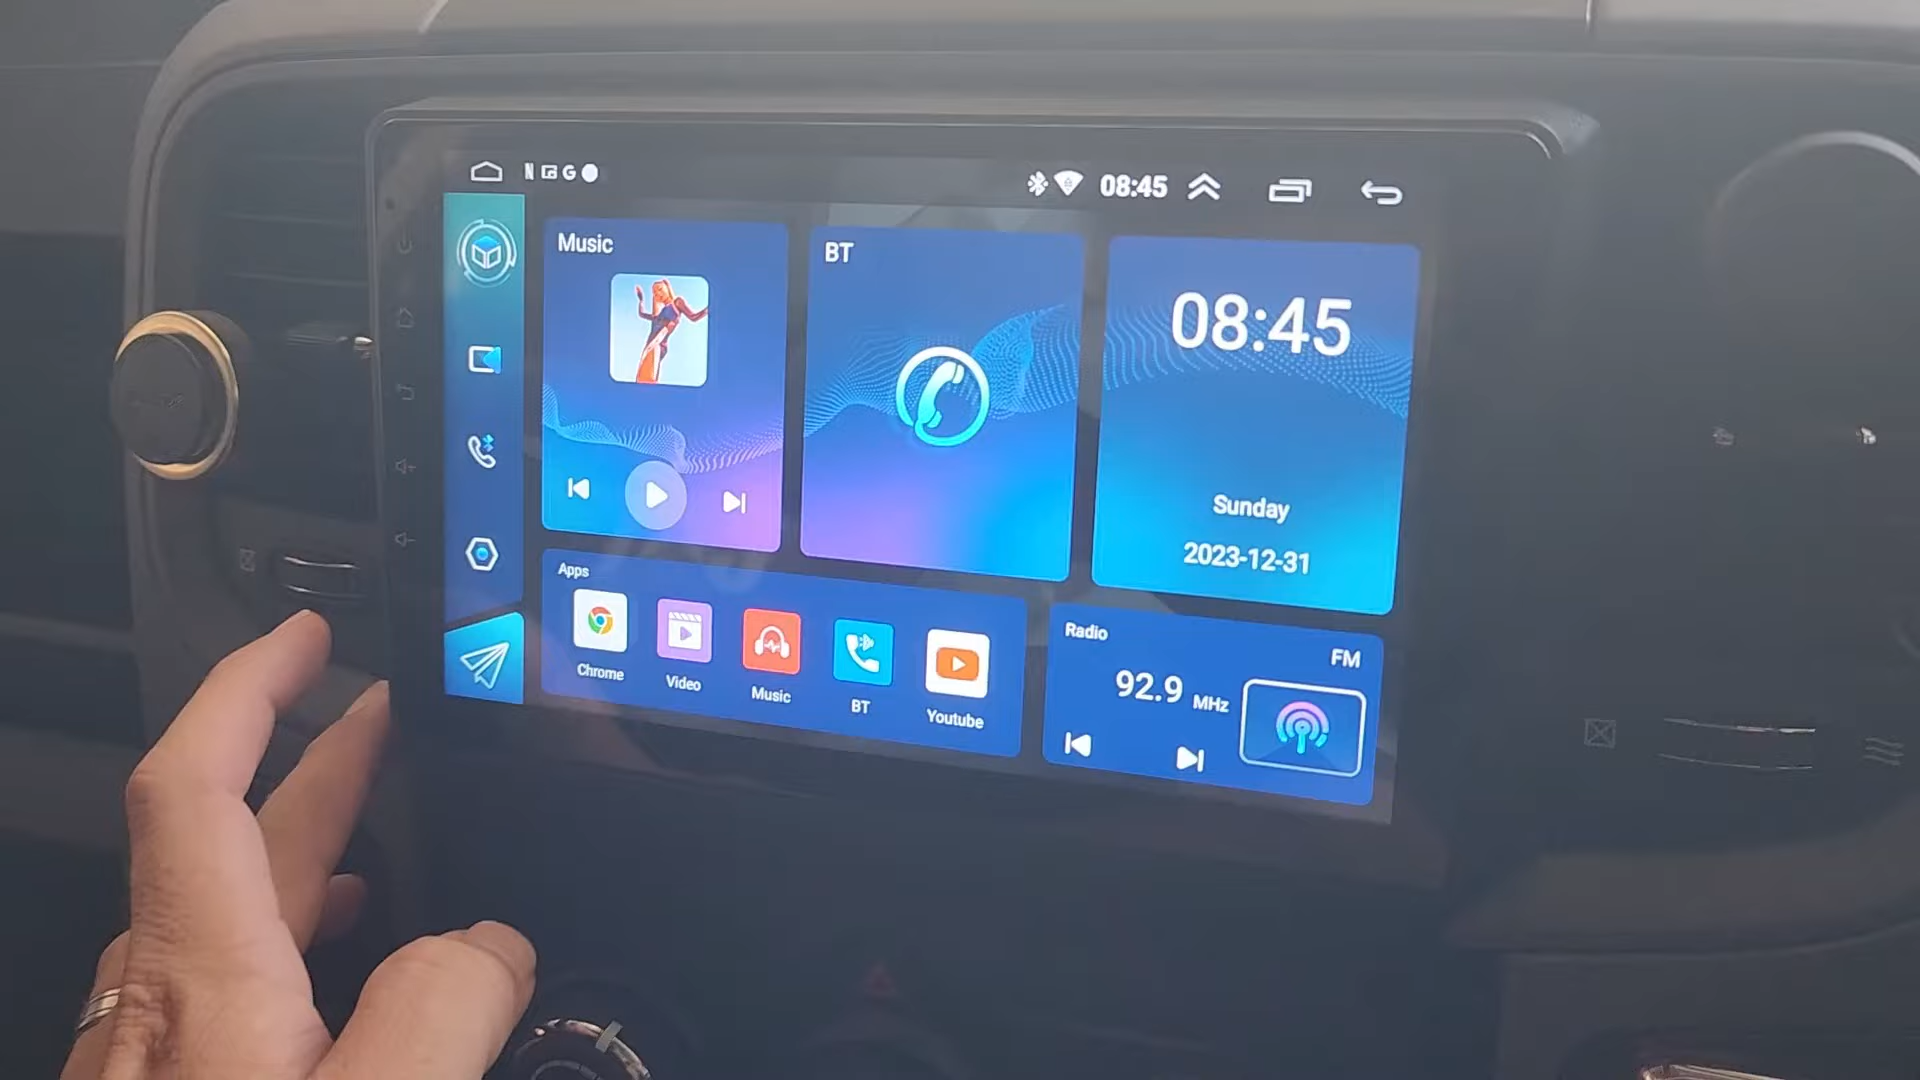 N G 08:45
Music
BT
08:45
Sunday
2023-12-31
Apps
Chrome
Video
Music
BT
Youtube
Radio
FM
92.9 MHz